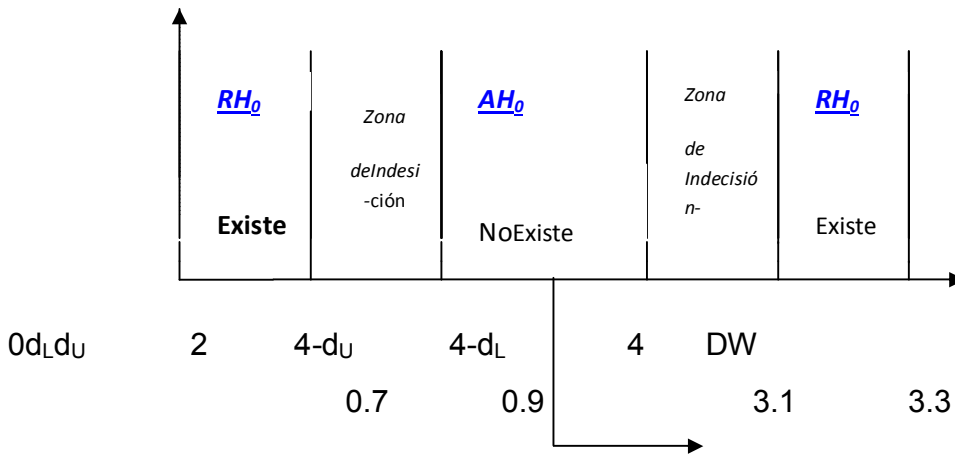 RH0
Zona
deIndesi
-ción
Existe
AH0
NoExiste
Zona
de
Indecisió
n-
RH0
Existe
0dLdU 2 4-dU 4-dL 4 DW
0.7 0.9 3.1 3.3